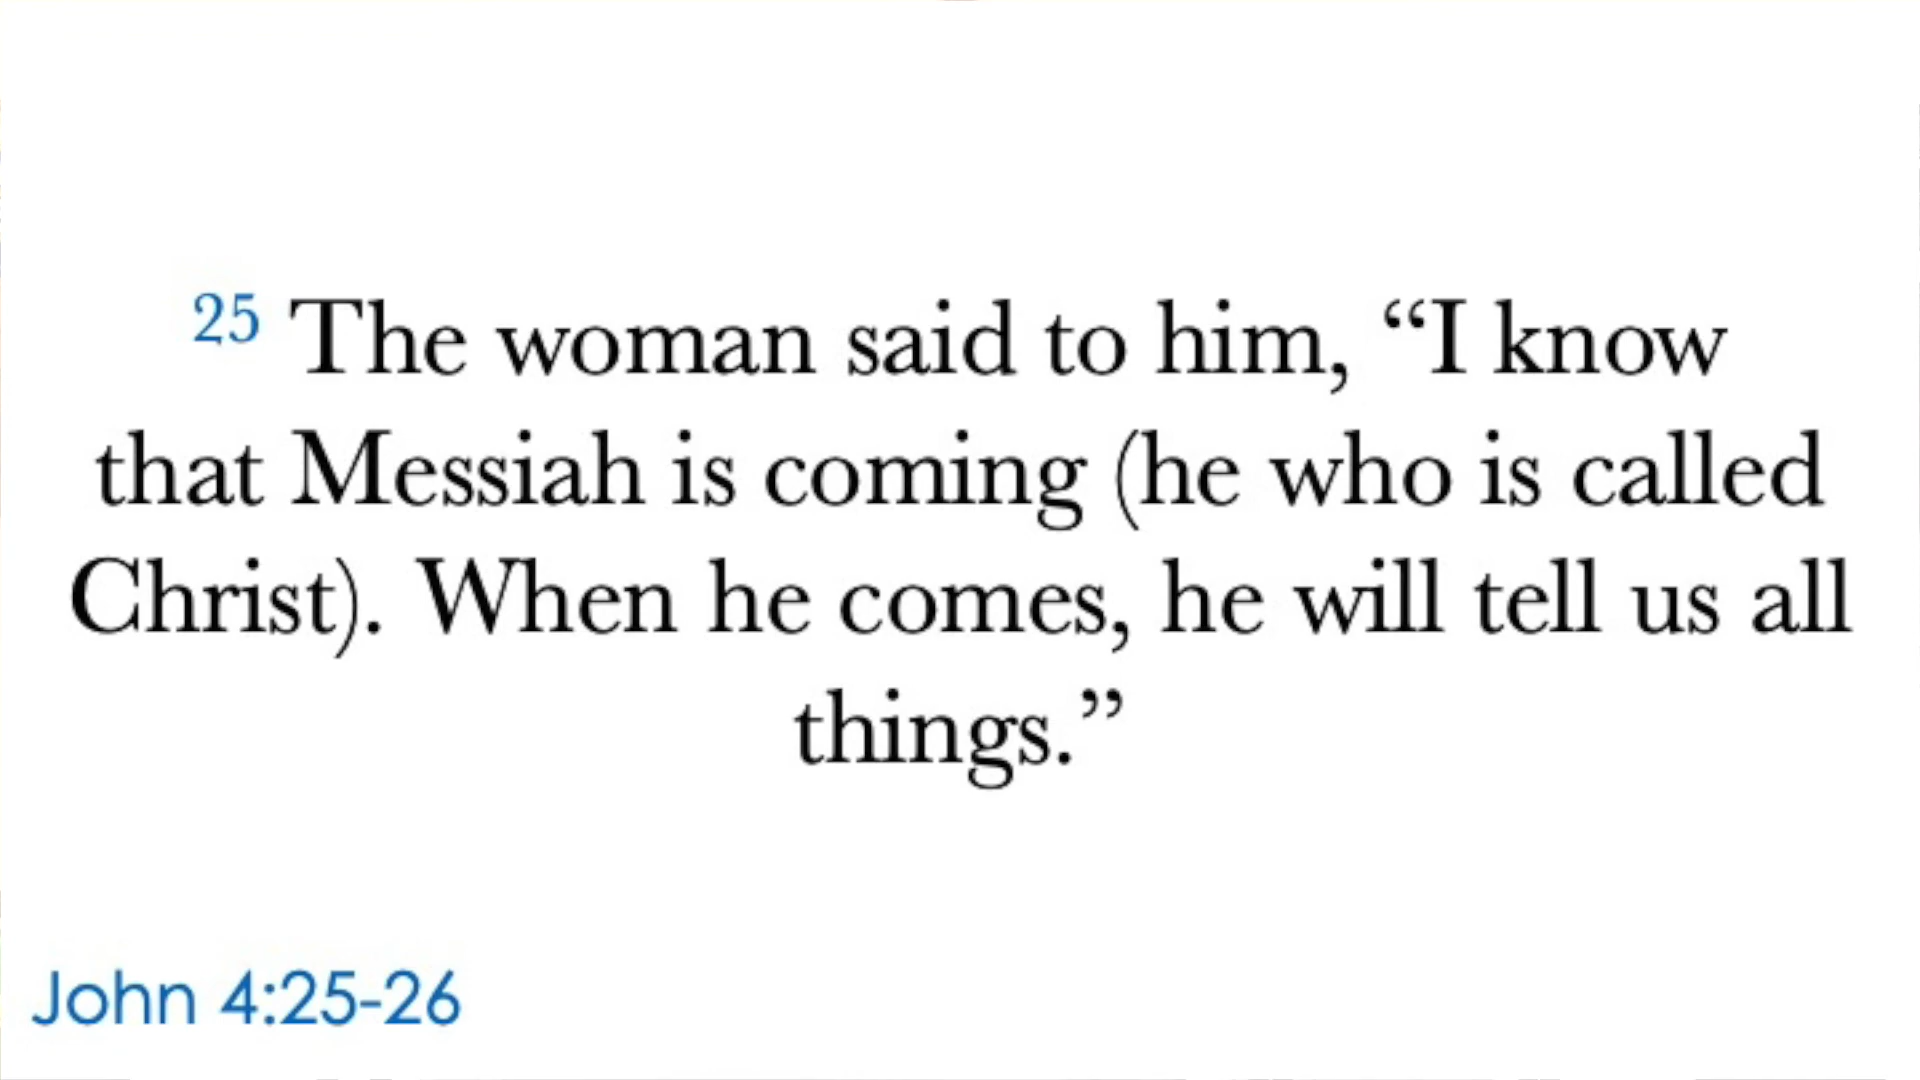 25 The woman said to him, “I know
that Messiah is coming (he who is called
Christ). When he comes, he will tell us all
things.”
John 4:25-26